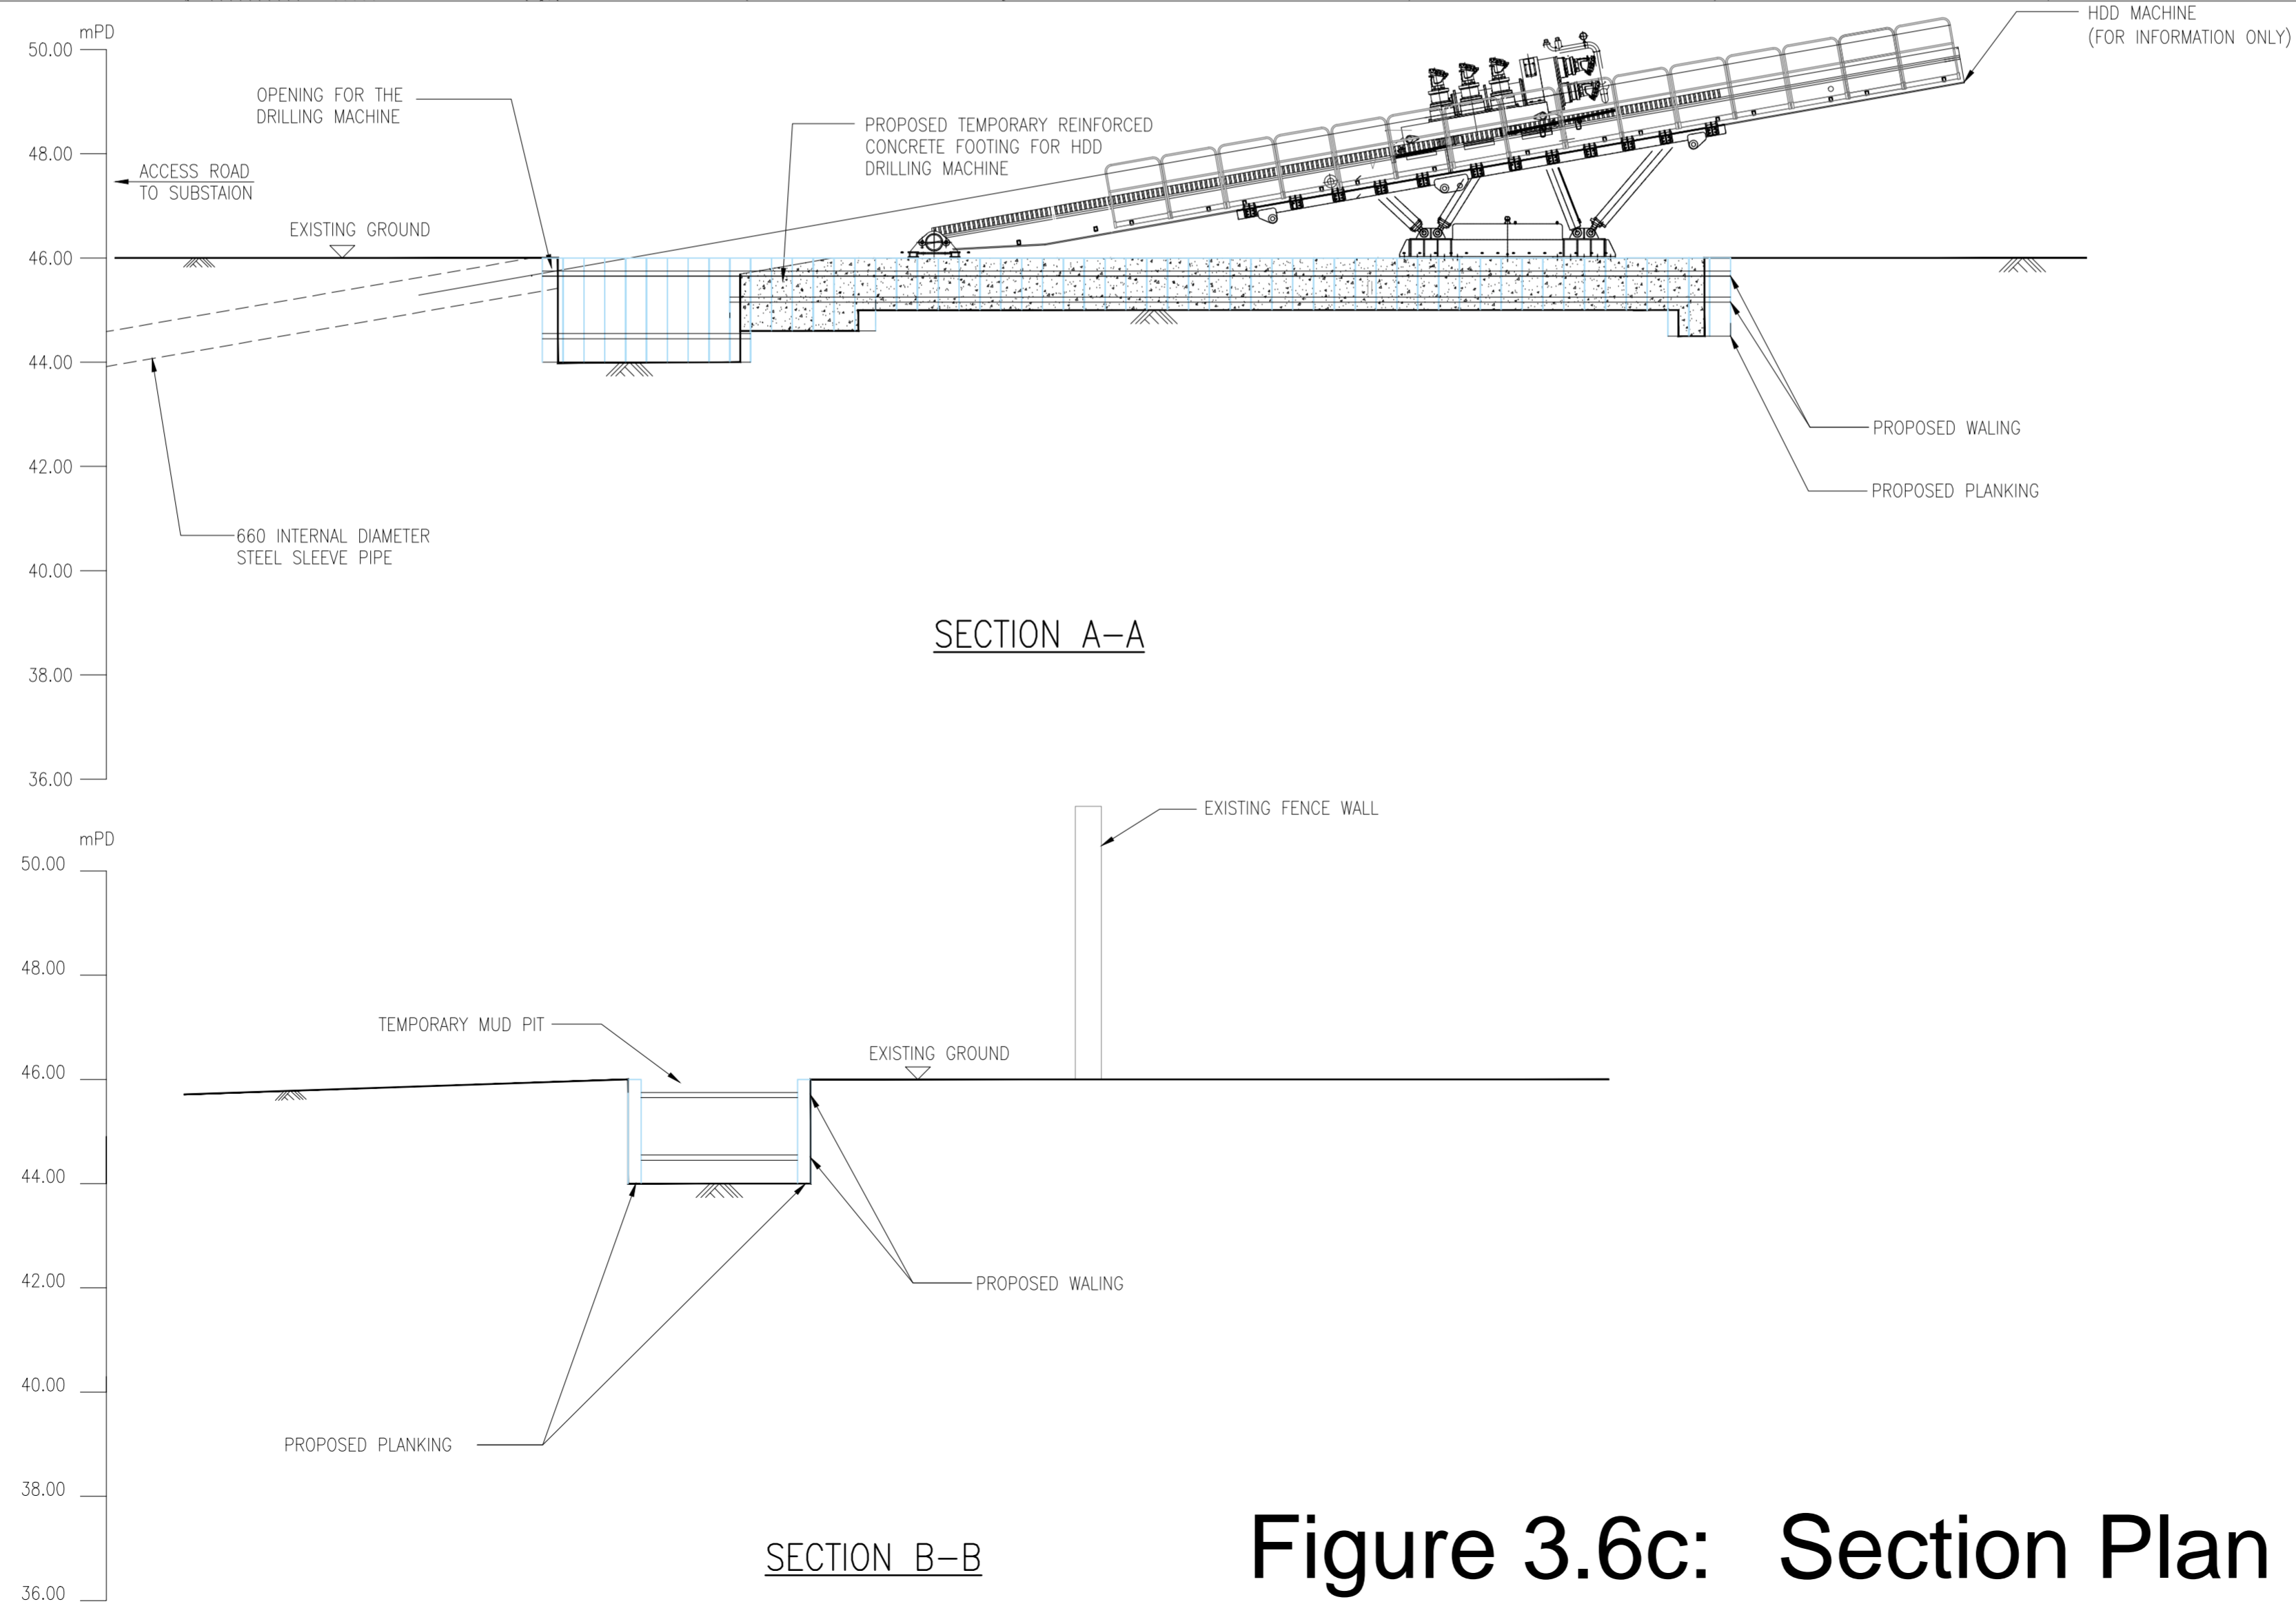 mPD
50.00
48.00
46.00
44.00
42.00
40.00
38.00
36.00
HDD MACHINE
(FOR INFORMATION ONLY)
OPENING FOR THE
DRILLING MACHINE
PROPOSED TEMPORARY REINFORCED
CONCRETE FOOTING FOR HDD
DRILLING MACHINE
ACCESS ROAD
TO SUBSTAION
EXISTING GROUND
PROPOSED WALING
PROPOSED PLANKING
660 INTERNAL DIAMETER
STEEL SLEEVE PIPE
SECTION A-A
mPD
50.00
48.00
46.00
44.00
42.00
40.00
38.00
36.00
EXISTING FENCE WALL
TEMPORARY MUD PIT
EXISTING GROUND
PROPOSED WALING
PROPOSED PLANKING
SECTION B-B
Figure 3.6c: Section Plan